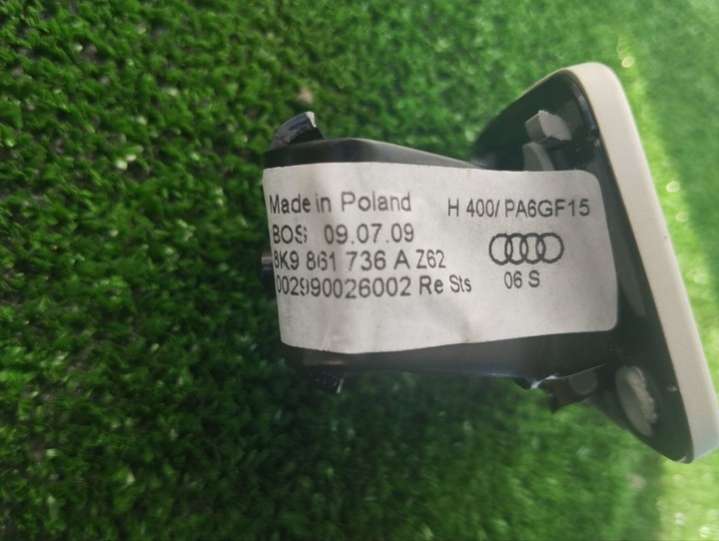 Made in Poland H 400/ PA6GF15
BOS 09.07.09
8K9 861 736 A Z62
002990026002 Re Sts 06 S